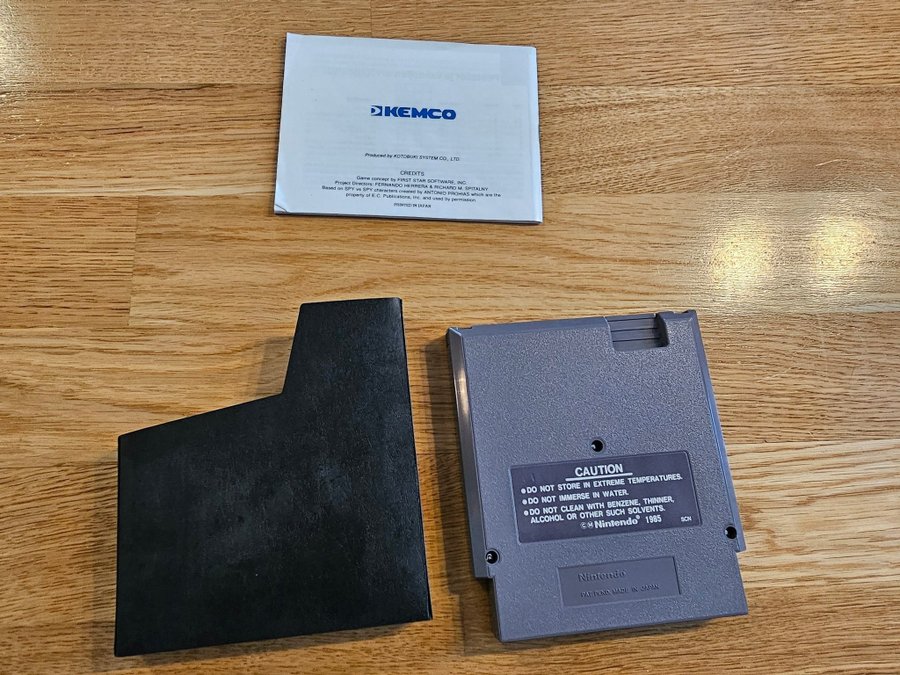 KEMCO
Produced by KOTOBUKI SYSTEM CO., LTD.
CREDITS
Game concept by FIRST STAR SOFTWARE, INC.
Project Directors: FERNANDO HERRERA & RICHARD M. SPITALNY
Based on SPY vs SPY characters created by ANTONIO PROHIAS which are the
property of E.C. Publications, Inc. and used by permission.
PRINTED IN JAPAN
CAUTION
●DO NOT STORE IN EXTREME TEMPERATURES.
●DO NOT IMMERSE IN WATER.
●DO NOT CLEAN WITH BENZENE, THINNER,
ALCOHOL OR OTHER SUCH SOLVENTS.
©Ⓜ Nintendo® 1985
SCN
Nintendo
PAT. PEND. MADE IN JAPAN